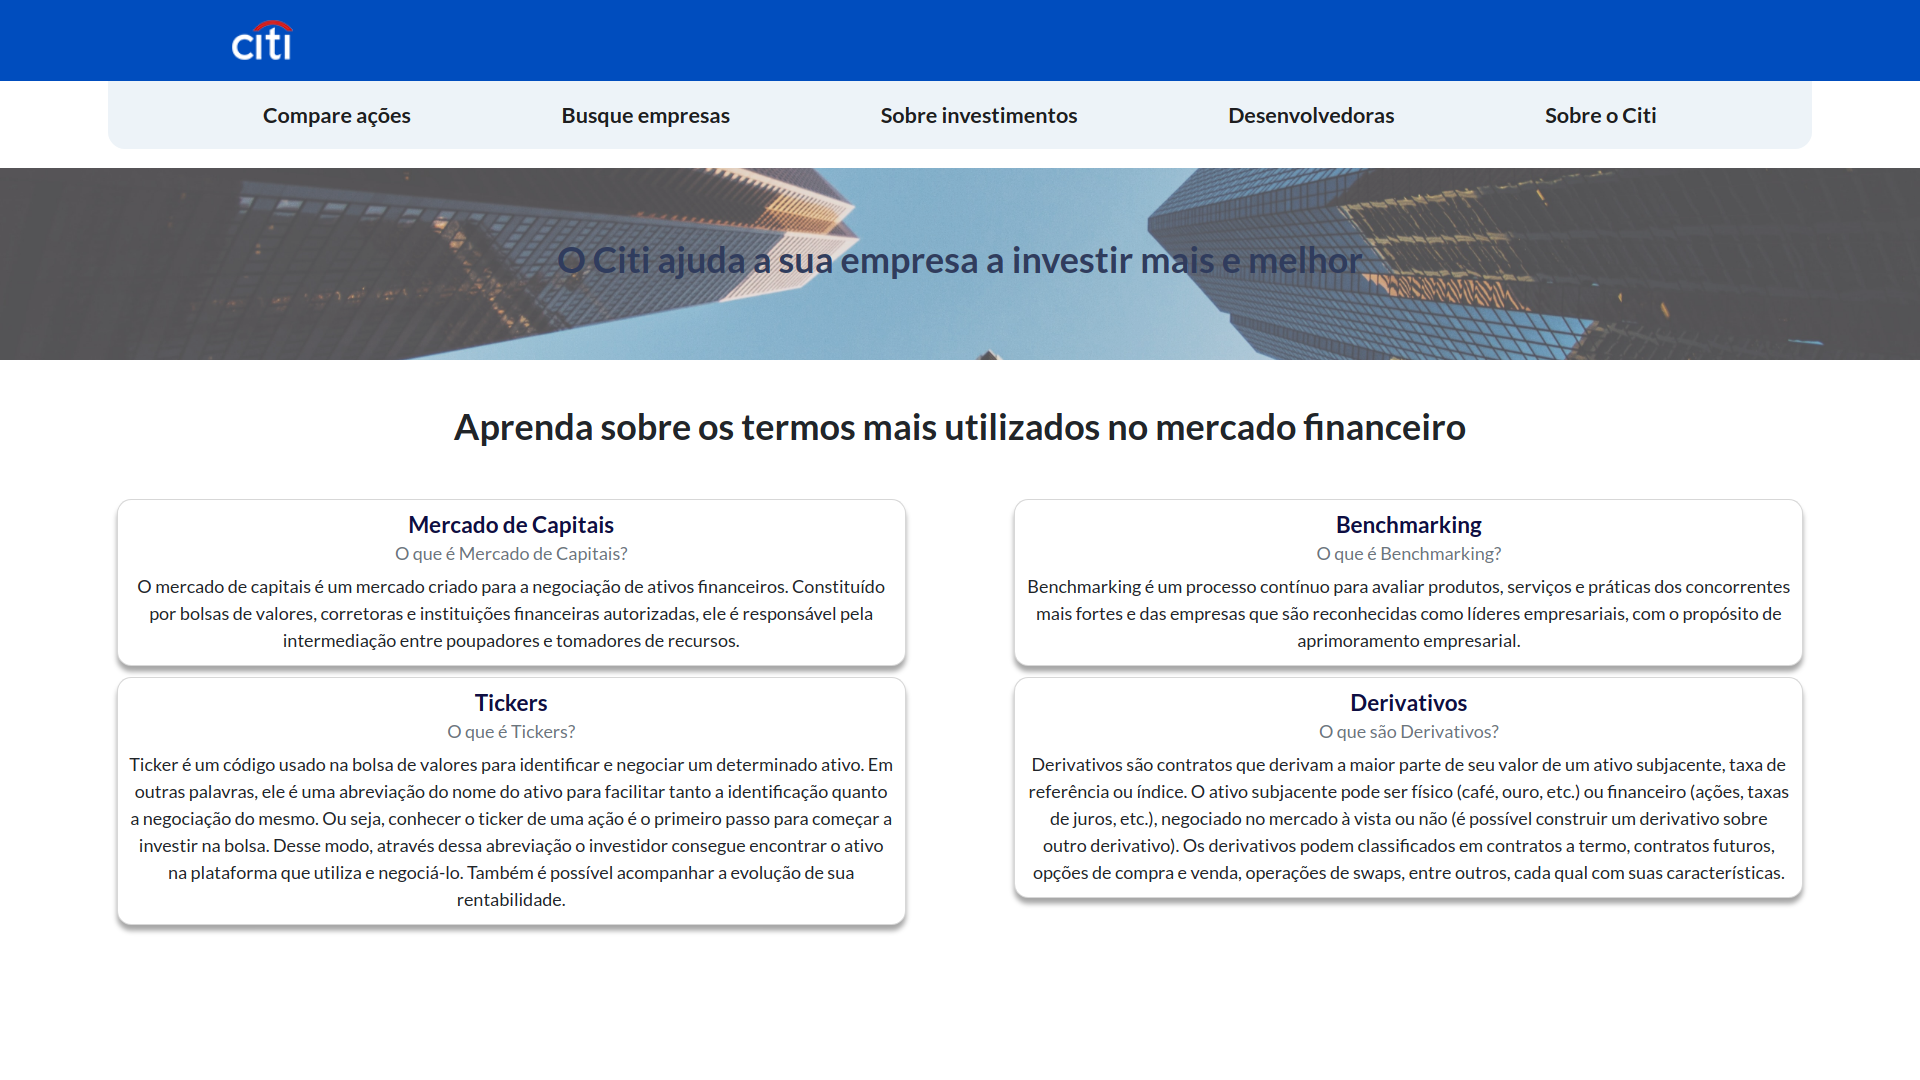 citi
Compare ações
Busque empresas
Sobre investimentos
Desenvolvedoras
Sobre o Citi
O Citi ajuda a sua empresa a investir mais e melhor
Aprenda sobre os termos mais utilizados no mercado financeiro
Mercado de Capitais
O que é Mercado de Capitais?
O mercado de capitais é um mercado criado para a negociação de ativos financeiros. Constituído
por bolsas de valores, corretoras e instituições financeiras autorizadas, ele é responsável pela
intermediação entre poupadores e tomadores de recursos.
Benchmarking
O que é Benchmarking?
Benchmarking é um processo contínuo para avaliar produtos, serviços e práticas dos concorrentes
mais fortes e das empresas que são reconhecidas como líderes empresariais, com o propósito de
aprimoramento empresarial.
Tickers
O que é Tickers?
Ticker é um código usado na bolsa de valores para identificar e negociar um determinado ativo. Em
outras palavras, ele é uma abreviação do nome do ativo para facilitar tanto a identificação quanto
a negociação do mesmo. Ou seja, conhecer o ticker de uma ação é o primeiro passo para começar a
investir na bolsa. Desse modo, através dessa abreviação o investidor consegue encontrar o ativo
na plataforma que utiliza e negociá-lo. Também é possível acompanhar a evolução de sua
rentabilidade.
Derivativos
O que são Derivativos?
Derivativos são contratos que derivam a maior parte de seu valor de um ativo subjacente, taxa de
referência ou índice. O ativo subjacente pode ser físico (café, ouro, etc.) ou financeiro (ações, taxas
de juros, etc.), negociado no mercado à vista ou não (é possível construir um derivativo sobre
outro derivativo). Os derivativos podem classificados em contratos a termo, contratos futuros,
opções de compra e venda, operações de swaps, entre outros, cada qual com suas características.